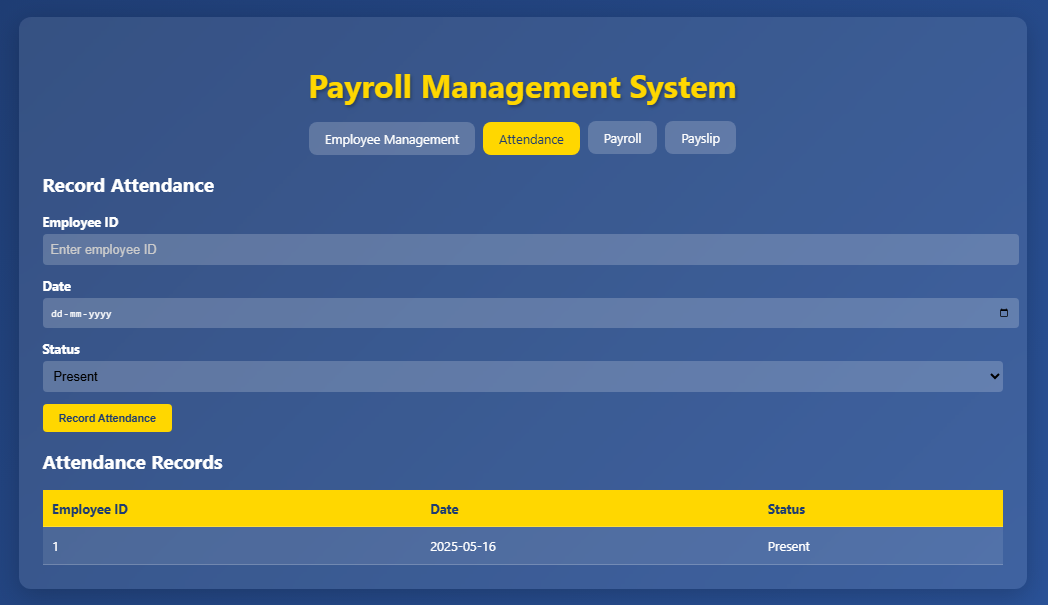 Payroll Management System
Employee Management Attendance Payroll Payslip
Record Attendance
Employee ID
Enter employee ID
Date
dd-mm-yyyy
Status
Present
Record Attendance
Attendance Records
Employee ID Date Status
1 2025-05-16 Present